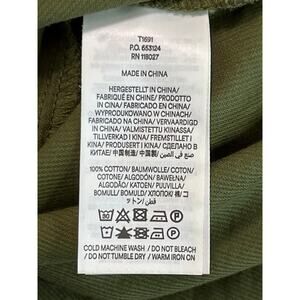 T1691
P.O. 653124
RN 118027
MADE IN CHINA
HERGESTELLT IN CHINA/
FABRIQUÉ EN CHINE/ PRODOTTO
IN CINA/ FABRICADO EN CHINA/
WYPRODUKOWANO W CHINACH/
FABRICADO NA CHINA/ VERVAARDIGD
IN CHINA/ VALMISTETTU KIINASSA/
TILLVERKAD I KINA/ FREMSTILLET I
KINA/ PRODUSERT I KINA/ СДЕЛАНО В
КИТАЕ/ 中国制造/ 中国製/ صنع في الصين
100% COTTON/ BAUMWOLLE/ COTON/
COTONE/ ALGODÓN/ BAWEŁNA/
ALGODÃO/ KATOEN/ PUUVILLA/
BOMULL/ BOMULD/ ХЛОПОК/ 棉/ コ
ットン/ قطن
30
COLD MACHINE WASH / DO NOT BLEACH
/ DO NOT TUMBLE DRY / WARM IRON ON